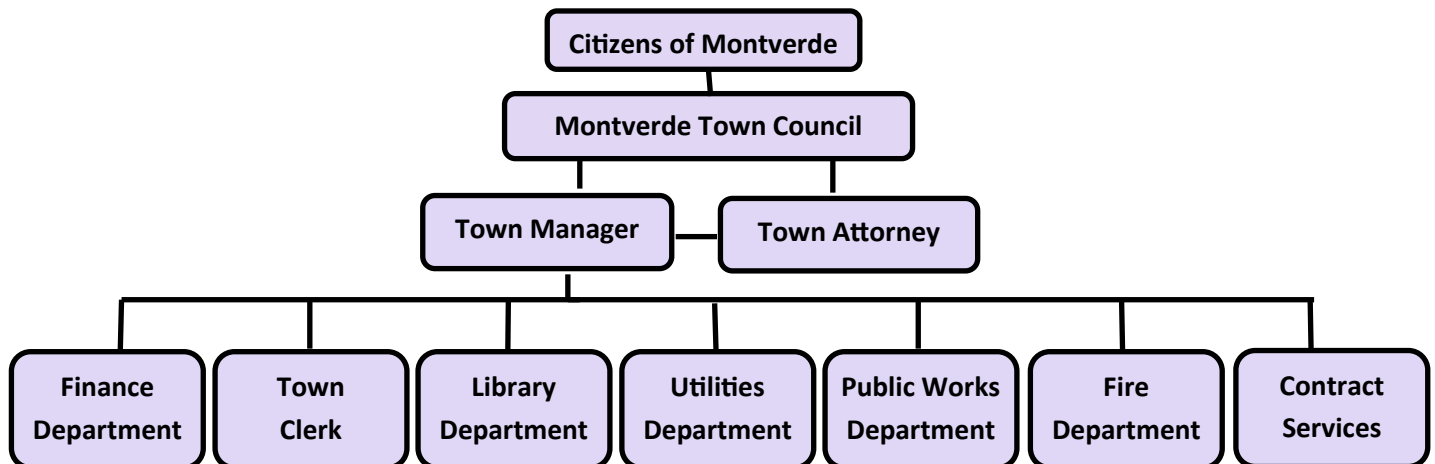 Citizens of Montverde
Montverde Town Council
Town Manager
Town Attorney
Finance
Department
Town
Clerk
Library
Department
Utilities
Department
Public Works
Department
Fire
Department
Contract
Services